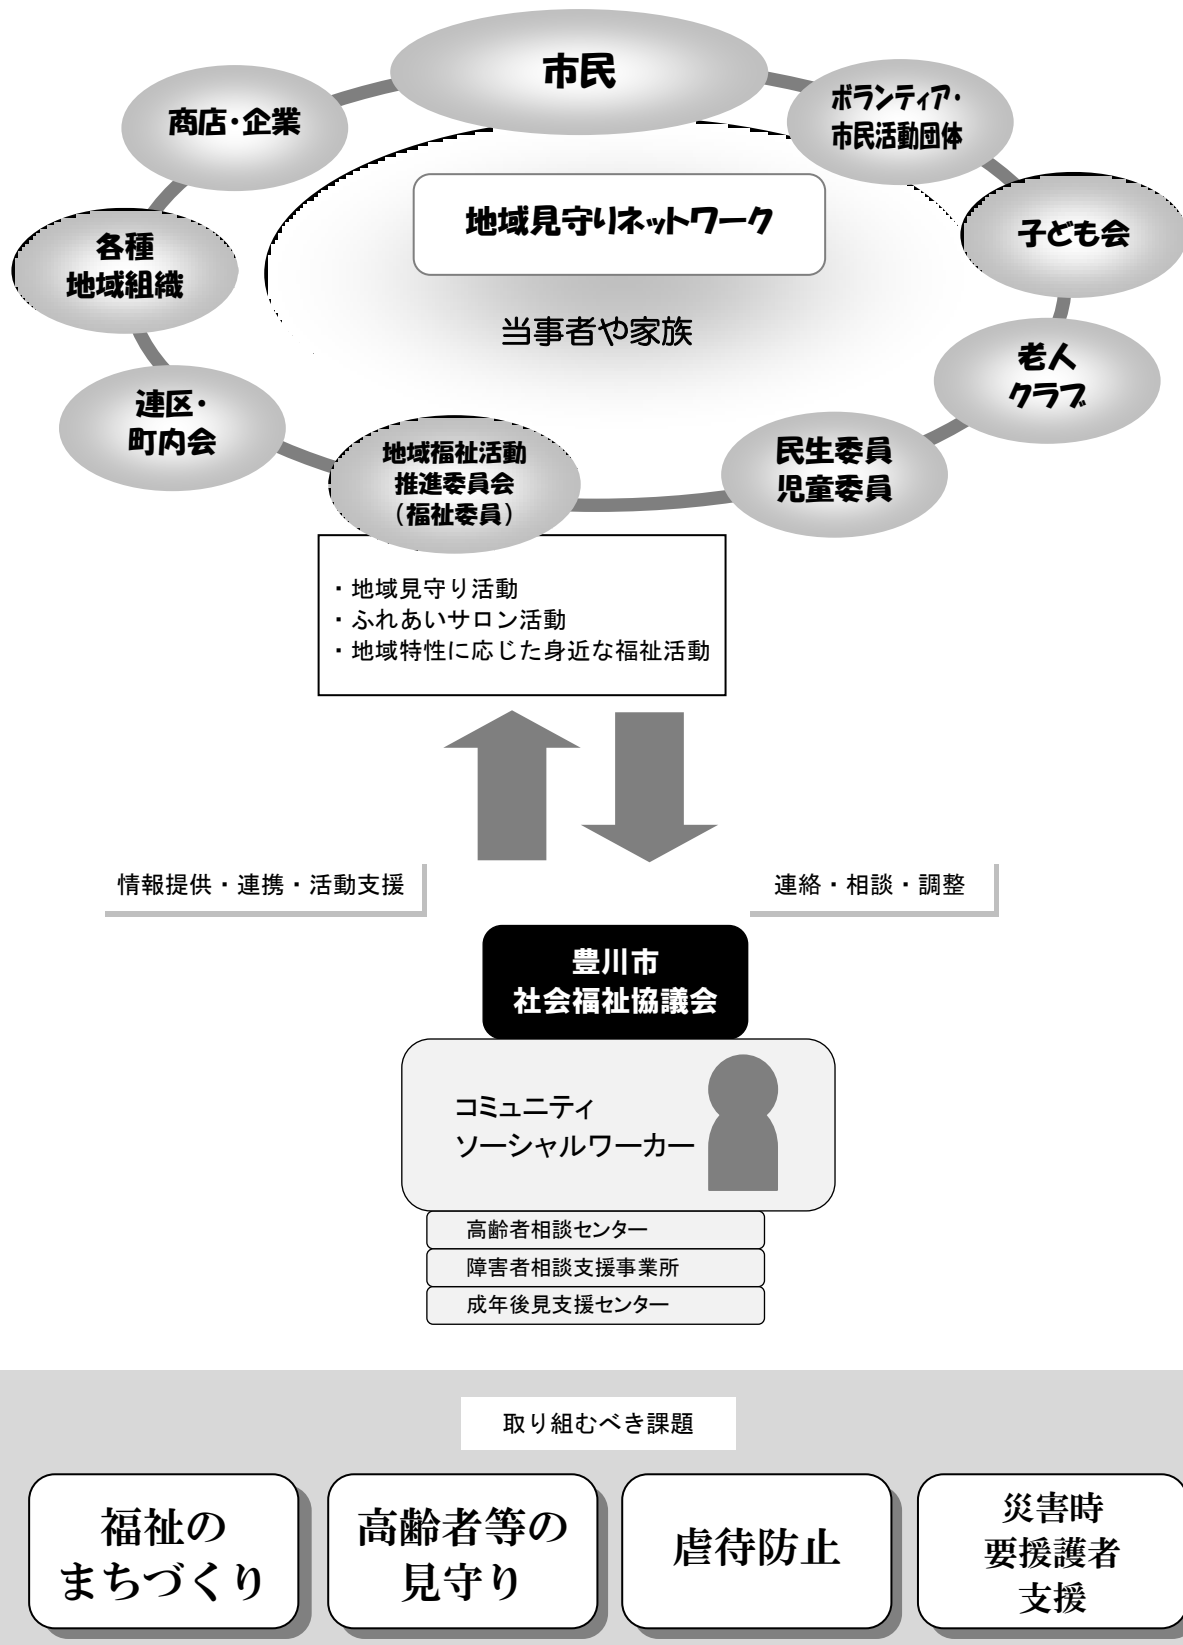 市民
商店・企業
ボランティア・
市民活動団体
地域見守りネットワーク
子ども会
各種
地域組織
当事者や家族
老人
クラブ
連区・
町内会
地域福祉活動
推進委員会
（福祉委員）
民生委員
児童委員
・地域見守り活動
・ふれあいサロン活動
・地域特性に応じた身近な福祉活動
情報提供・連携・活動支援
連絡・相談・調整
豊川市
社会福祉協議会
コミュニティ
ソーシャルワーカー
高齢者相談センター
障害者相談支援事業所
成年後見支援センター
取り組むべき課題
福祉の
まちづくり
高齢者等の
見守り
虐待防止
災害時
要援護者
支援